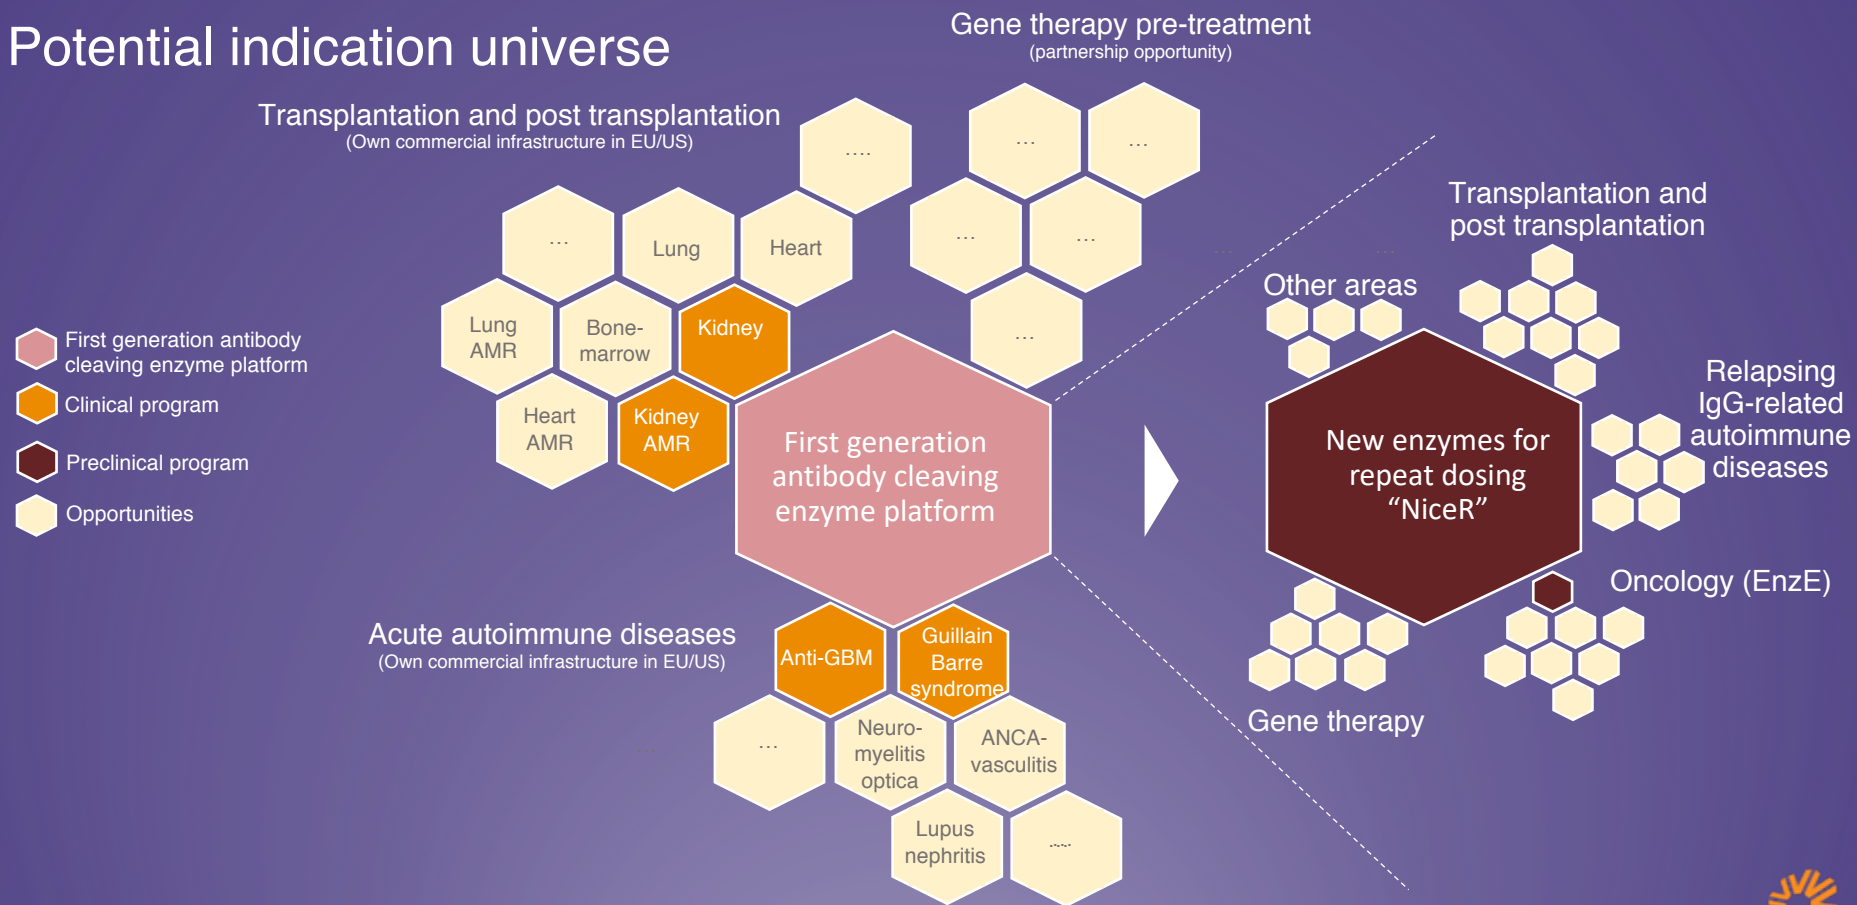 Potential indication universe
Gene therapy pre-treatment
(partnership opportunity)
Transplantation and post transplantation
(Own commercial infrastructure in EU/US)
....
...
...
...
Lung
Heart
...
...
...
...
...
Lung
AMR
Bone-
marrow
Kidney
Heart
AMR
Kidney
AMR
First generation antibody
cleaving enzyme platform
Clinical program
Preclinical program
Opportunities
First generation
antibody cleaving
enzyme platform
Acute autoimmune diseases
(Own commercial infrastructure in EU/US)
Anti-GBM
Guillain
Barre
syndrome
...
...
Neuro-
myelitis
optica
ANCA-
vasculitis
Lupus
nephritis
Transplantation and
post transplantation
Other areas
Relapsing
IgG-related
autoimmune
diseases
New enzymes for
repeat dosing
“NiceR”
Oncology (EnzE)
Gene therapy